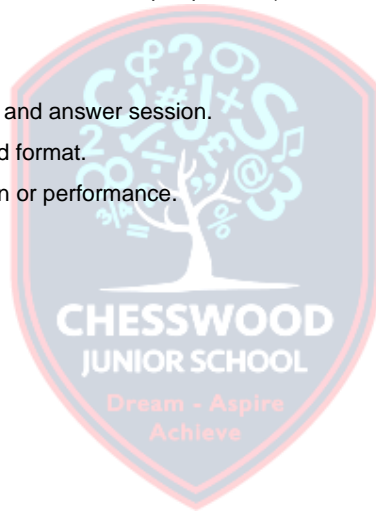 and answer session.
d format.
n or performance.
CHESSWOOD
JUNIOR SCHOOL
Dream - Aspire
Achieve